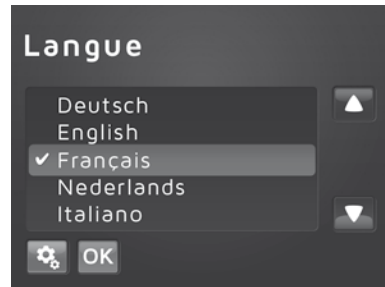 Langue
Deutsch
English
Français
Nederlands
Italiano
OK